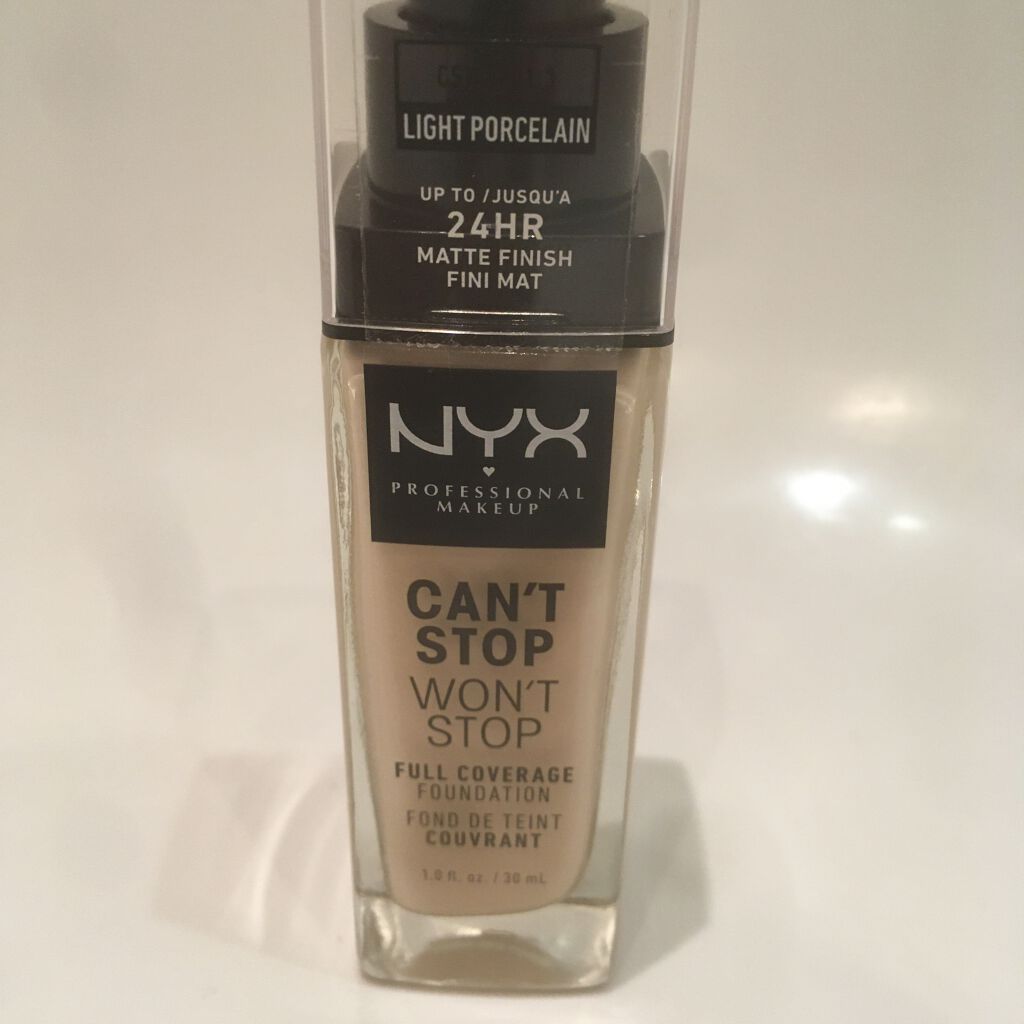 LIGHT PORCELAIN
UP TO / JUSQU'A
24HR
MATTE FINISH
FINI MAT
NYX
PROFESSIONAL
MAKEUP
CAN'T
STOP
WON'T
STOP
FULL COVERAGE
FOUNDATION
FOND DE TEINT
COUVRANT
1.0 fl. oz. / 30 mL